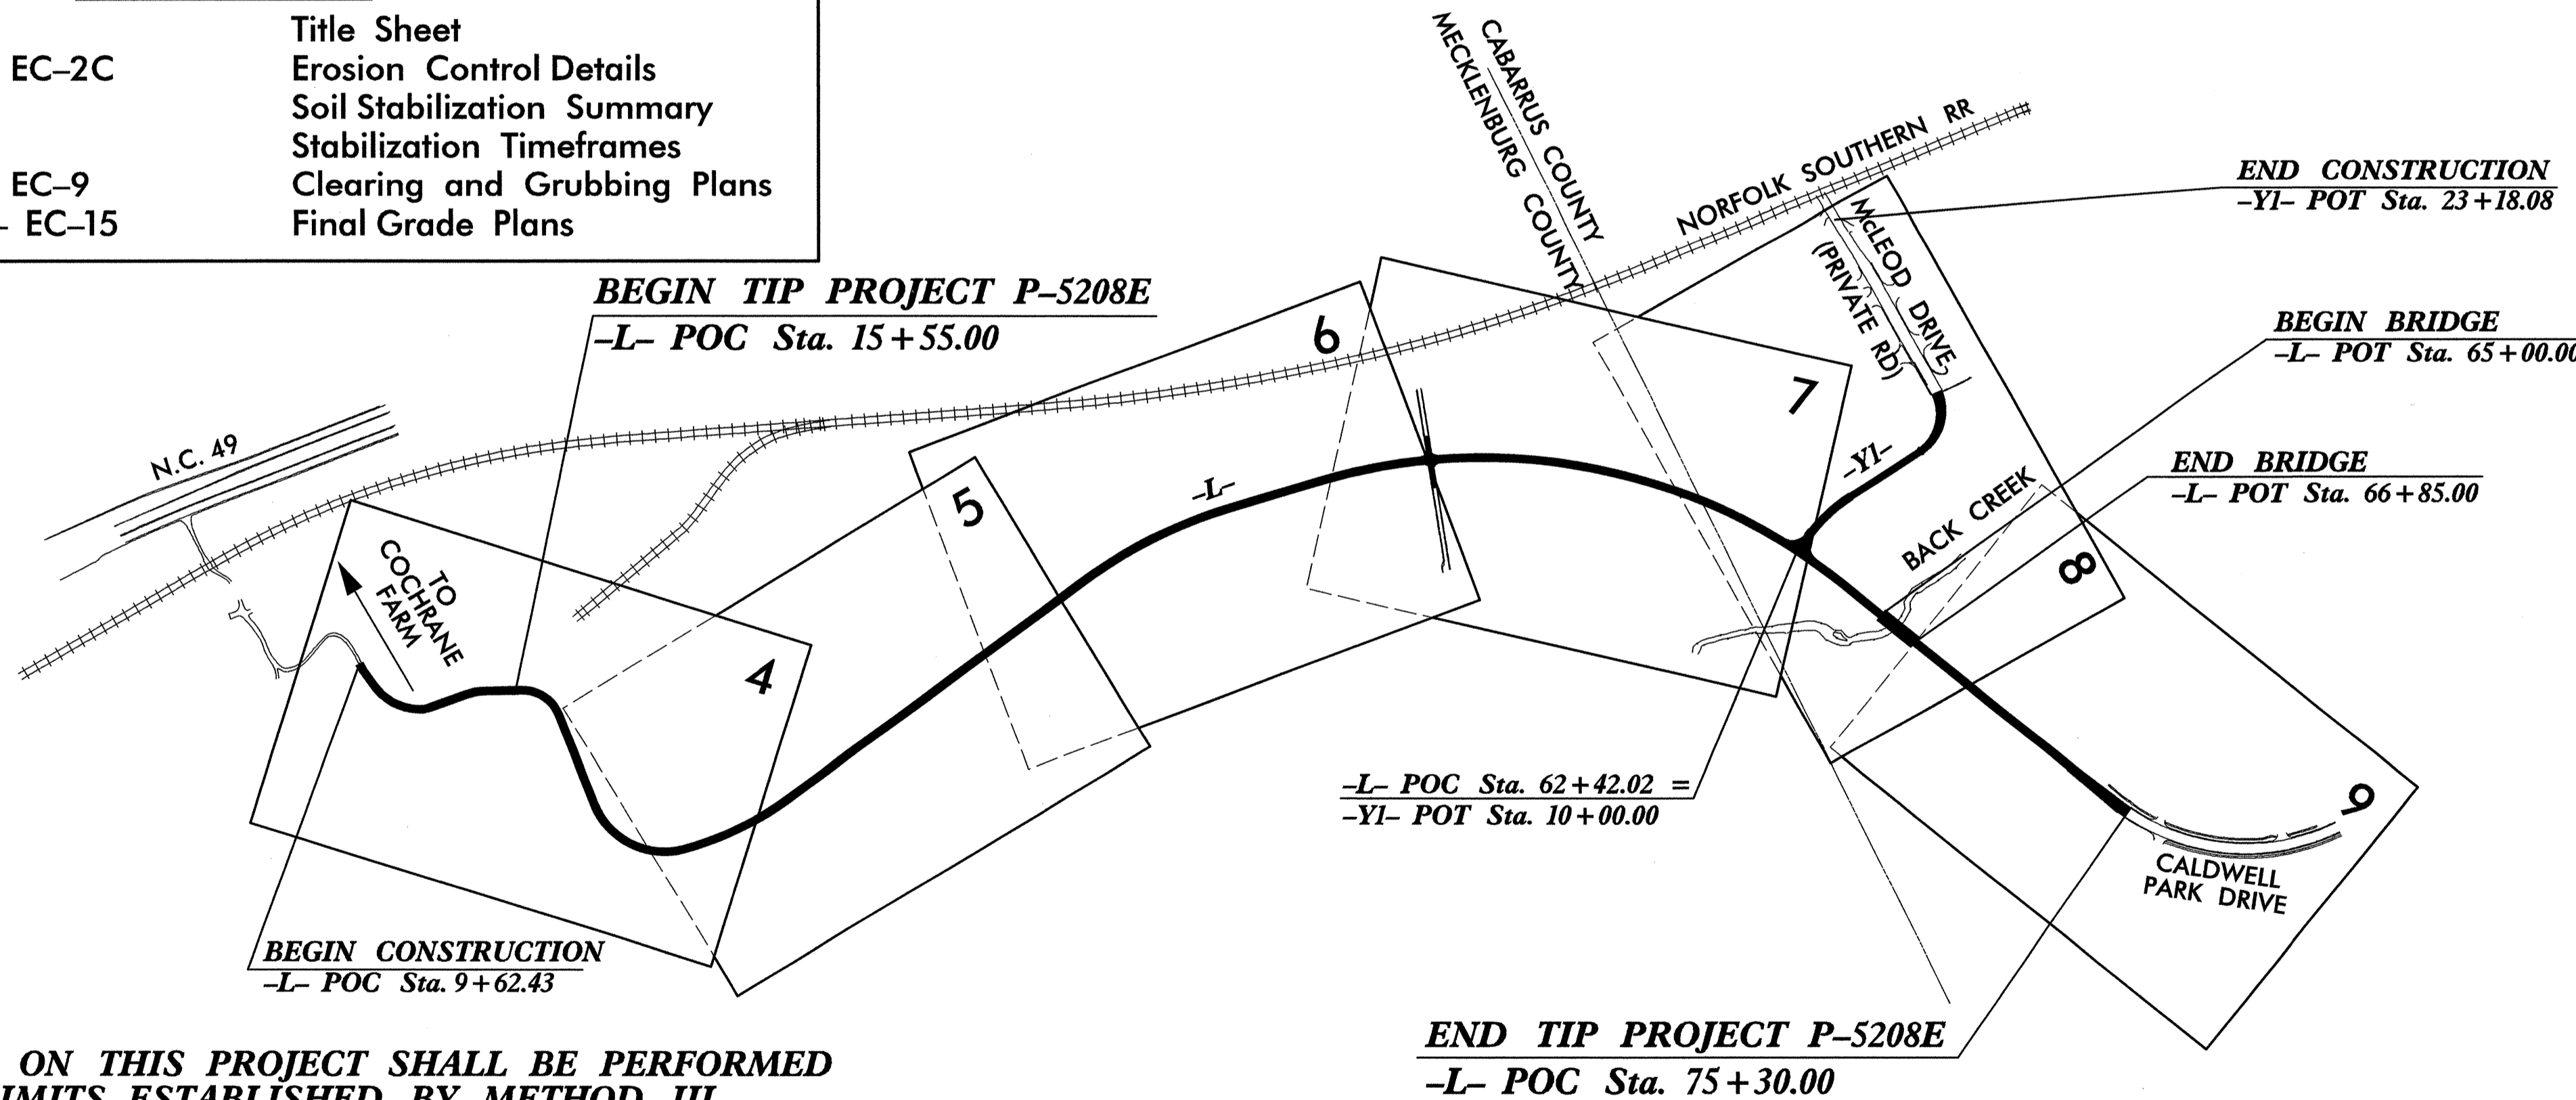 Title Sheet
EC–2C Erosion Control Details
Soil Stabilization Summary
Stabilization Timeframes
EC–9 Clearing and Grubbing Plans
– EC–15 Final Grade Plans
CABARRUS COUNTY
MECKLENBURG COUNTY
NORFOLK SOUTHERN RR
END CONSTRUCTION
–Y1– POT Sta. 23+18.08
McLEOD DRIVE
(PRIVATE RD)
BEGIN TIP PROJECT P–5208E
–L– POC Sta. 15+55.00
BEGIN BRIDGE
–L– POT Sta. 65+00.00
6
7
N.C. 49
–L–
–Y1–
END BRIDGE
–L– POT Sta. 66+85.00
5
BACK CREEK
8
TO
COCHRANE
FARM
4
–L– POC Sta. 62+42.02 =
–Y1– POT Sta. 10+00.00
9
CALDWELL
PARK DRIVE
BEGIN CONSTRUCTION
–L– POC Sta. 9+62.43
END TIP PROJECT P–5208E
–L– POC Sta. 75+30.00
ON THIS PROJECT SHALL BE PERFORMED
IMITS ESTABLISHED BY METHOD III